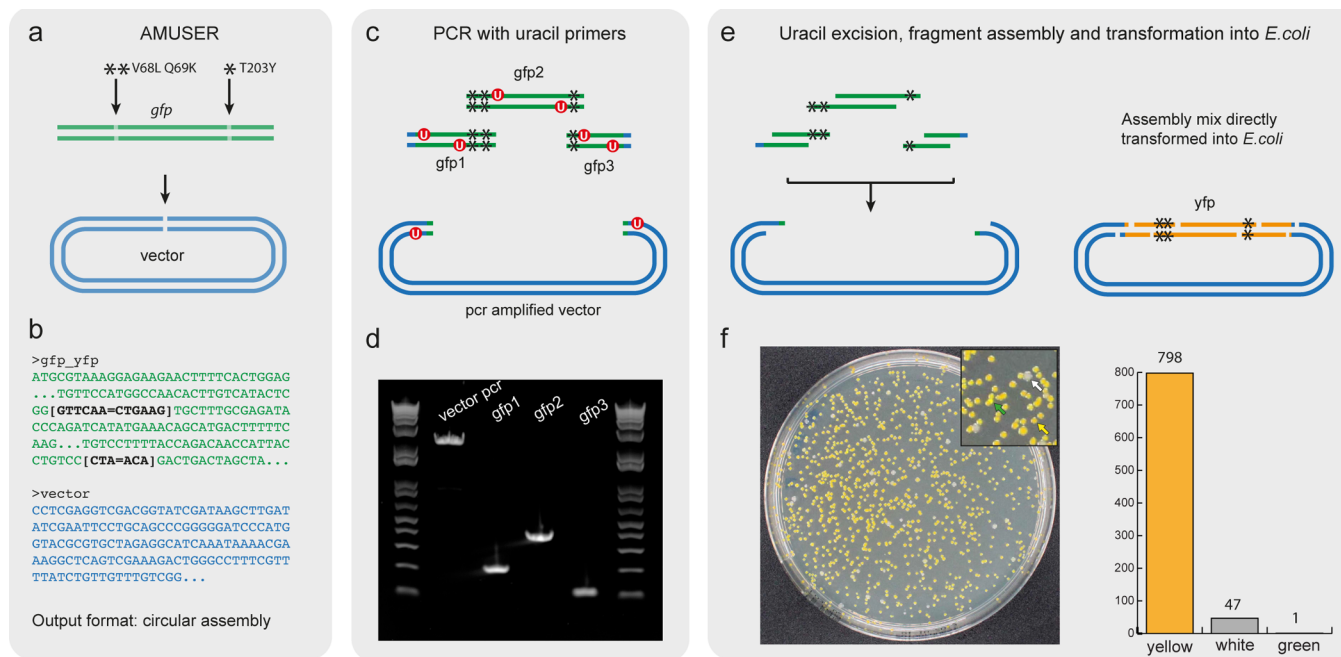 a
AMUSER
V68L Q69K
T203Y
gfp
vector
b
>gfp_yfp
ATGCGTAAAGGAGAAGAACTTTTCACTGGAG
...TGTTCCATGGCCAACACTTGTCATACTC
GG[GTTCAA=CTGAAG]TGCTTTGCGAGATA
CCCAGATCATATGAAACAGCATGACTTTTTC
AAG...TGTCCTTTTACCAGACAACCATTAC
CTGTCC[CTA=ACA]GACTGACTAGCTA...
>vector
CCTCGAGGTCGACGGTATCGATAAGCTTGAT
ATCGAATTCCTGCAGCCCGGGGGATCCCATG
GTACGCGTGCTAGAGGCATCAAATAAAACGA
AAGGCTCAGTCGAAAGACTGGGCCTTTCGTT
TTATCTGTTGTTTGTCGG...
Output format: circular assembly
c
PCR with uracil primers
gfp2
U
U
U
U
U
U
gfp1
gfp3
U
U
pcr amplified vector
d
vector pcr
gfp1
gfp2
gfp3
e
Uracil excision, fragment assembly and transformation into E.coli
Assembly mix directly
transformed into E.coli
yfp
f
798
800
700
600
500
400
300
200
100
0
47
1
yellow
white
green